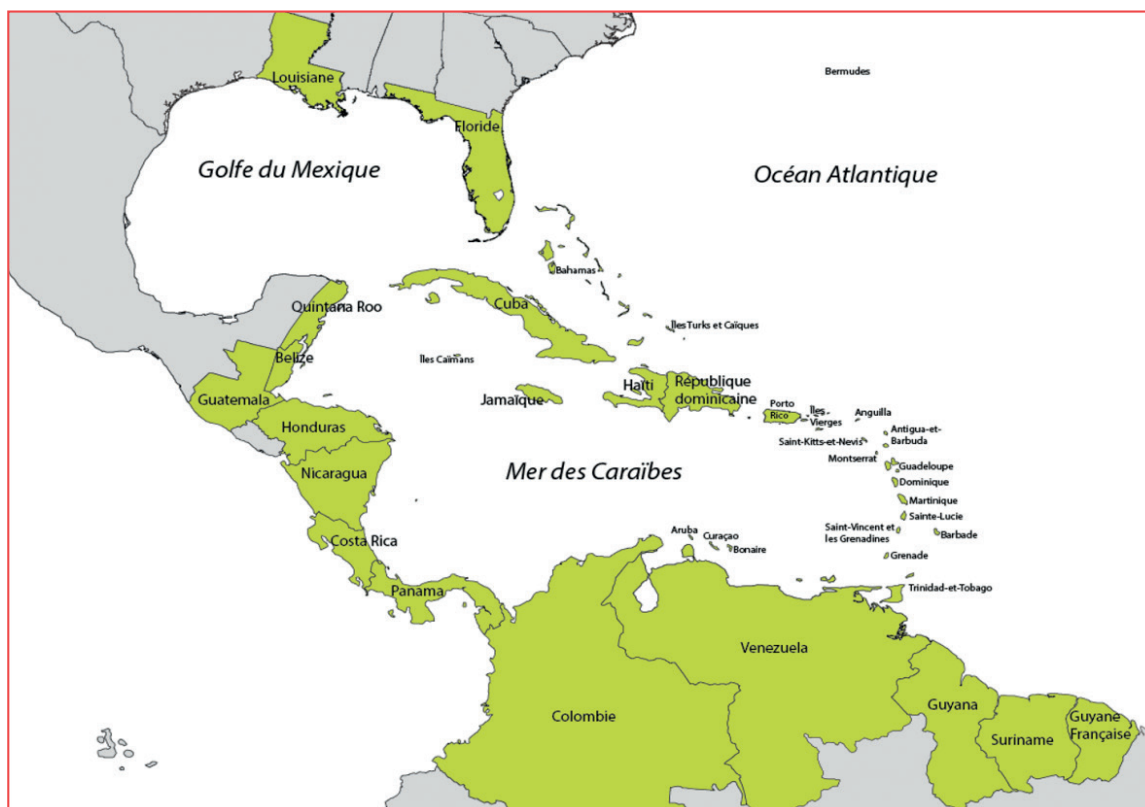 Bermudes
Louisiane
Floride
Golfe du Mexique
Océan Atlantique
Bahamas
Quintana Roo
Cuba
Îles Turks et Caïques
Belize
Îles Caïmans
Guatemala
Jamaïque
Haïti
République
dominicaine
Porto
Rico
Îles
Vierges
Anguilla
Honduras
Saint-Kitts-et-Nevis
Antigua-et-
Barbuda
Montserrat
Nicaragua
Mer des Caraïbes
Guadeloupe
Dominique
Martinique
Sainte-Lucie
Costa Rica
Aruba
Curaçao
Bonaire
Saint-Vincent et
les Grenadines
Barbade
Grenade
Panama
Trinidad-et-Tobago
Venezuela
Colombie
Guyana
Suriname
Guyane
Française